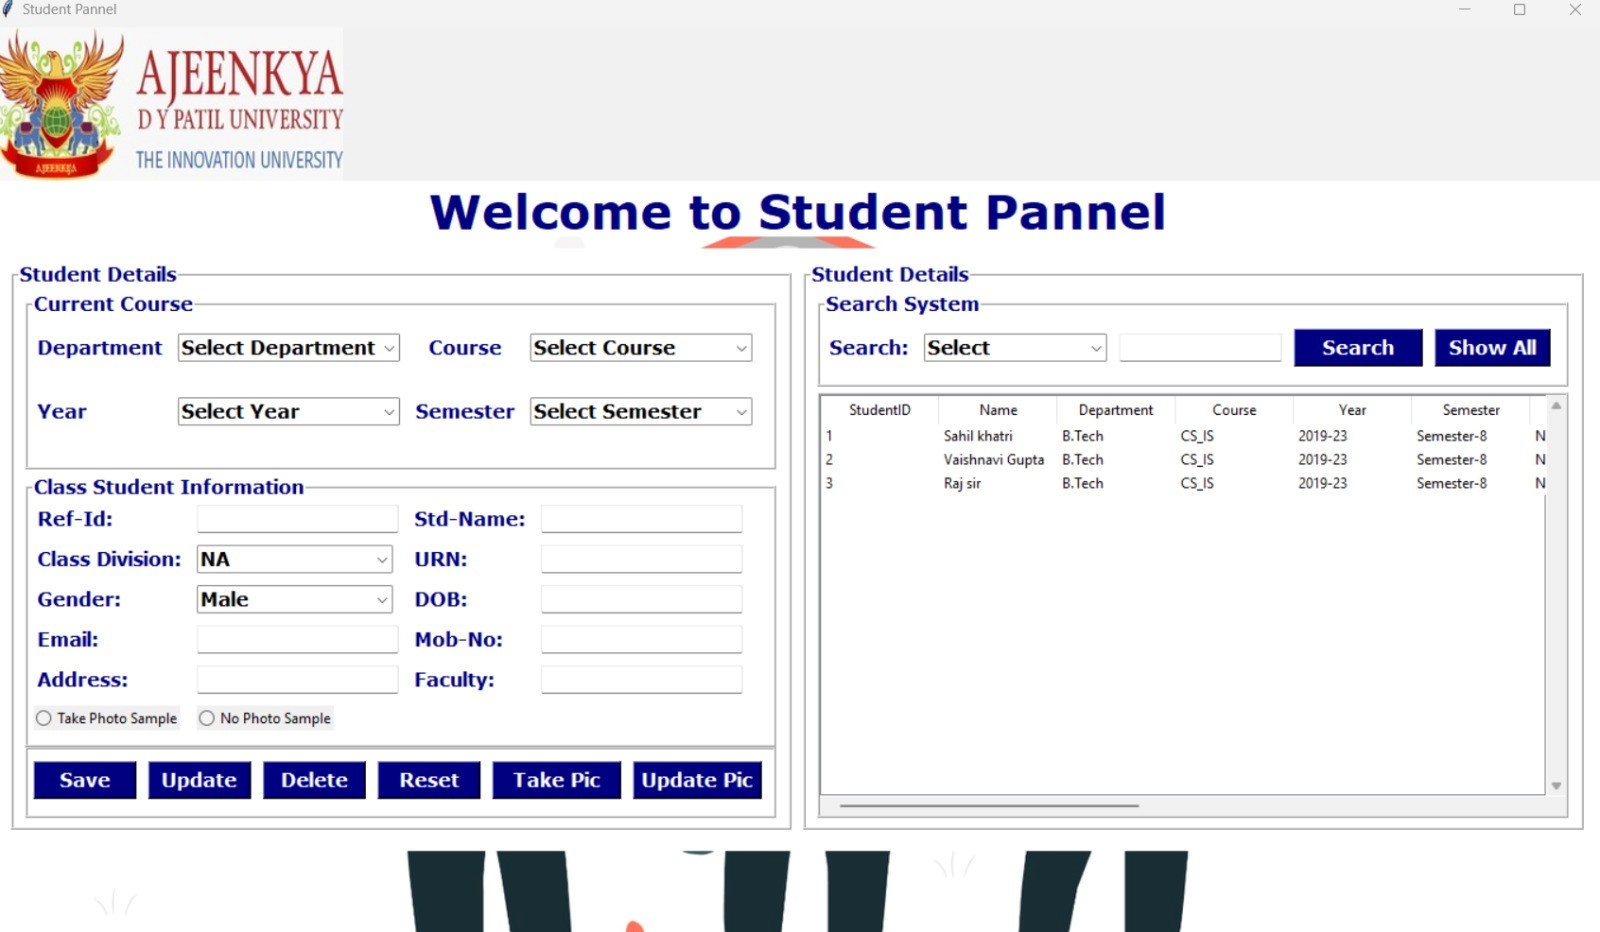 Student Pannel
AJEENKYA
D Y PATIL UNIVERSITY
THE INNOVATION UNIVERSITY
AJEENKYA
Welcome to Student Pannel
Student Details
Current Course
Department Select Department Course Select Course
Year Select Year Semester Select Semester
Class Student Information
Ref-Id: Std-Name:
Class Division: NA URN:
Gender: Male DOB:
Email: Mob-No:
Address: Faculty:
Take Photo Sample No Photo Sample
Save Update Delete Reset Take Pic Update Pic
Student Details
Search System
Search: Select Search Show All
StudentID Name Department Course Year Semester
1 Sahil khatri B.Tech CS_IS 2019-23 Semester-8 N
2 Vaishnavi Gupta B.Tech CS_IS 2019-23 Semester-8 N
3 Raj sir B.Tech CS_IS 2019-23 Semester-8 N